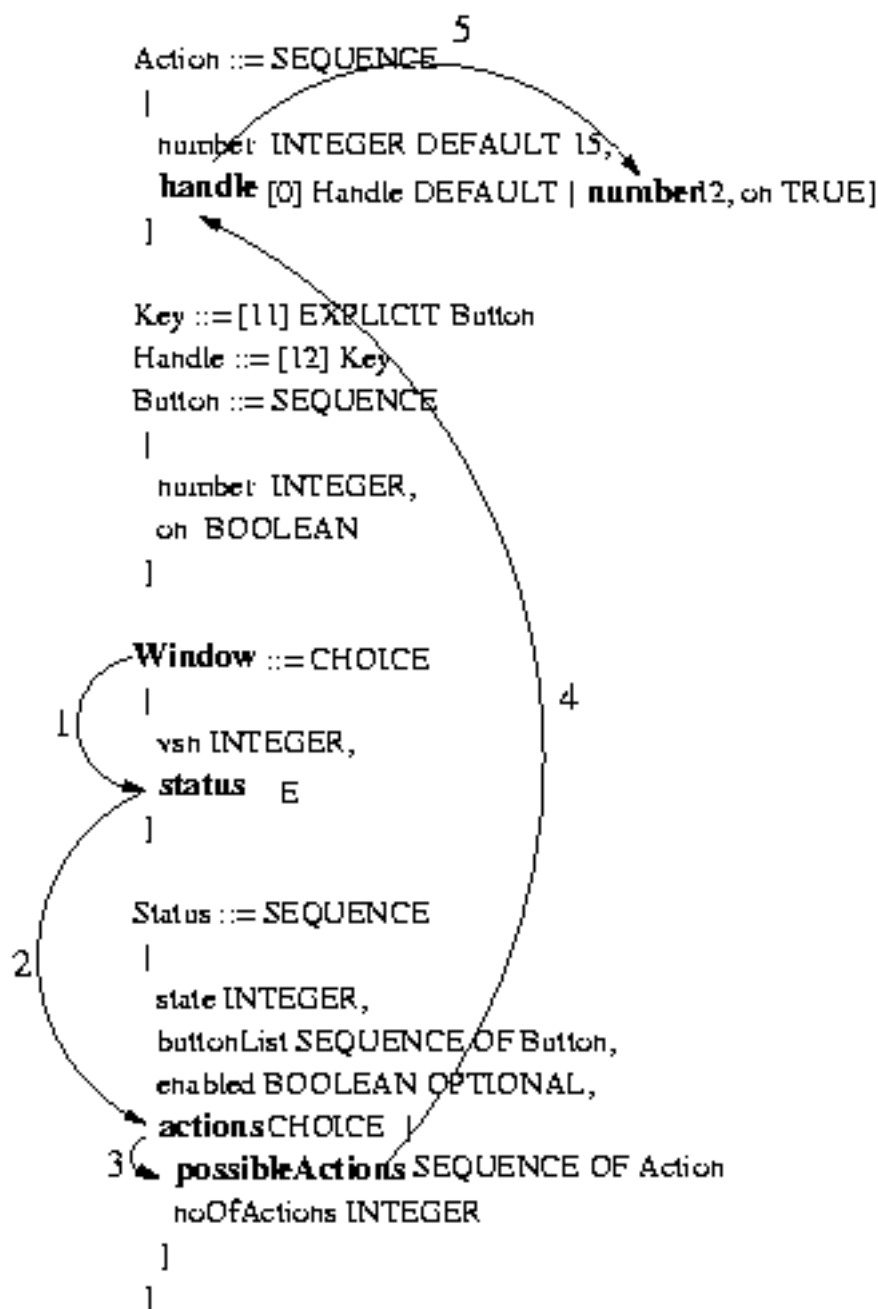 5
Action ::= SEQUENCE
|
number INTEGER DEFAULT 15,
handle [0] Handle DEFAULT | number 12, on TRUE]
]
Key ::= [11] EXPLICIT Button
Handle ::= [12] Key
Button ::= SEQUENCE
|
number INTEGER,
on BOOLEAN
]
Window ::= CHOICE
4
1
|
vsn INTEGER,
status E
]
Status ::= SEQUENCE
2
|
state INTEGER,
buttonList SEQUENCE OF Button,
enabled BOOLEAN OPTIONAL,
actions CHOICE |
3 possibleActions SEQUENCE OF Action
noOfActions INTEGER
]
]